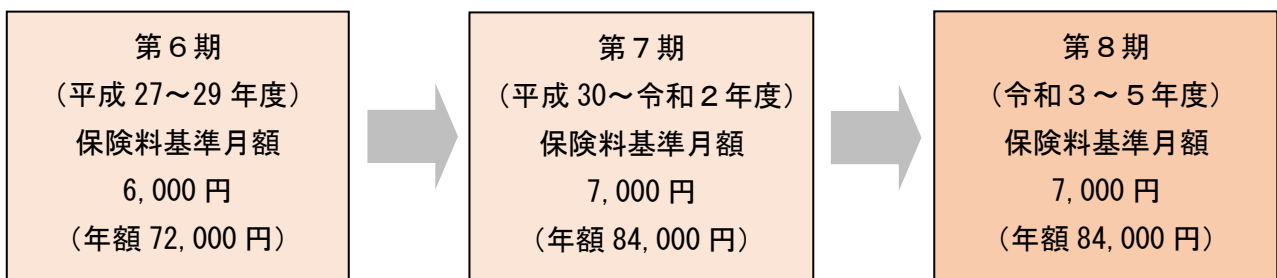 第６期
（平成 27～29 年度）
保険料基準月額
6,000 円
（年額 72,000 円）
第７期
（平成 30～令和２年度）
保険料基準月額
7,000 円
（年額 84,000 円）
第８期
（令和３～５年度）
保険料基準月額
7,000 円
（年額 84,000 円）